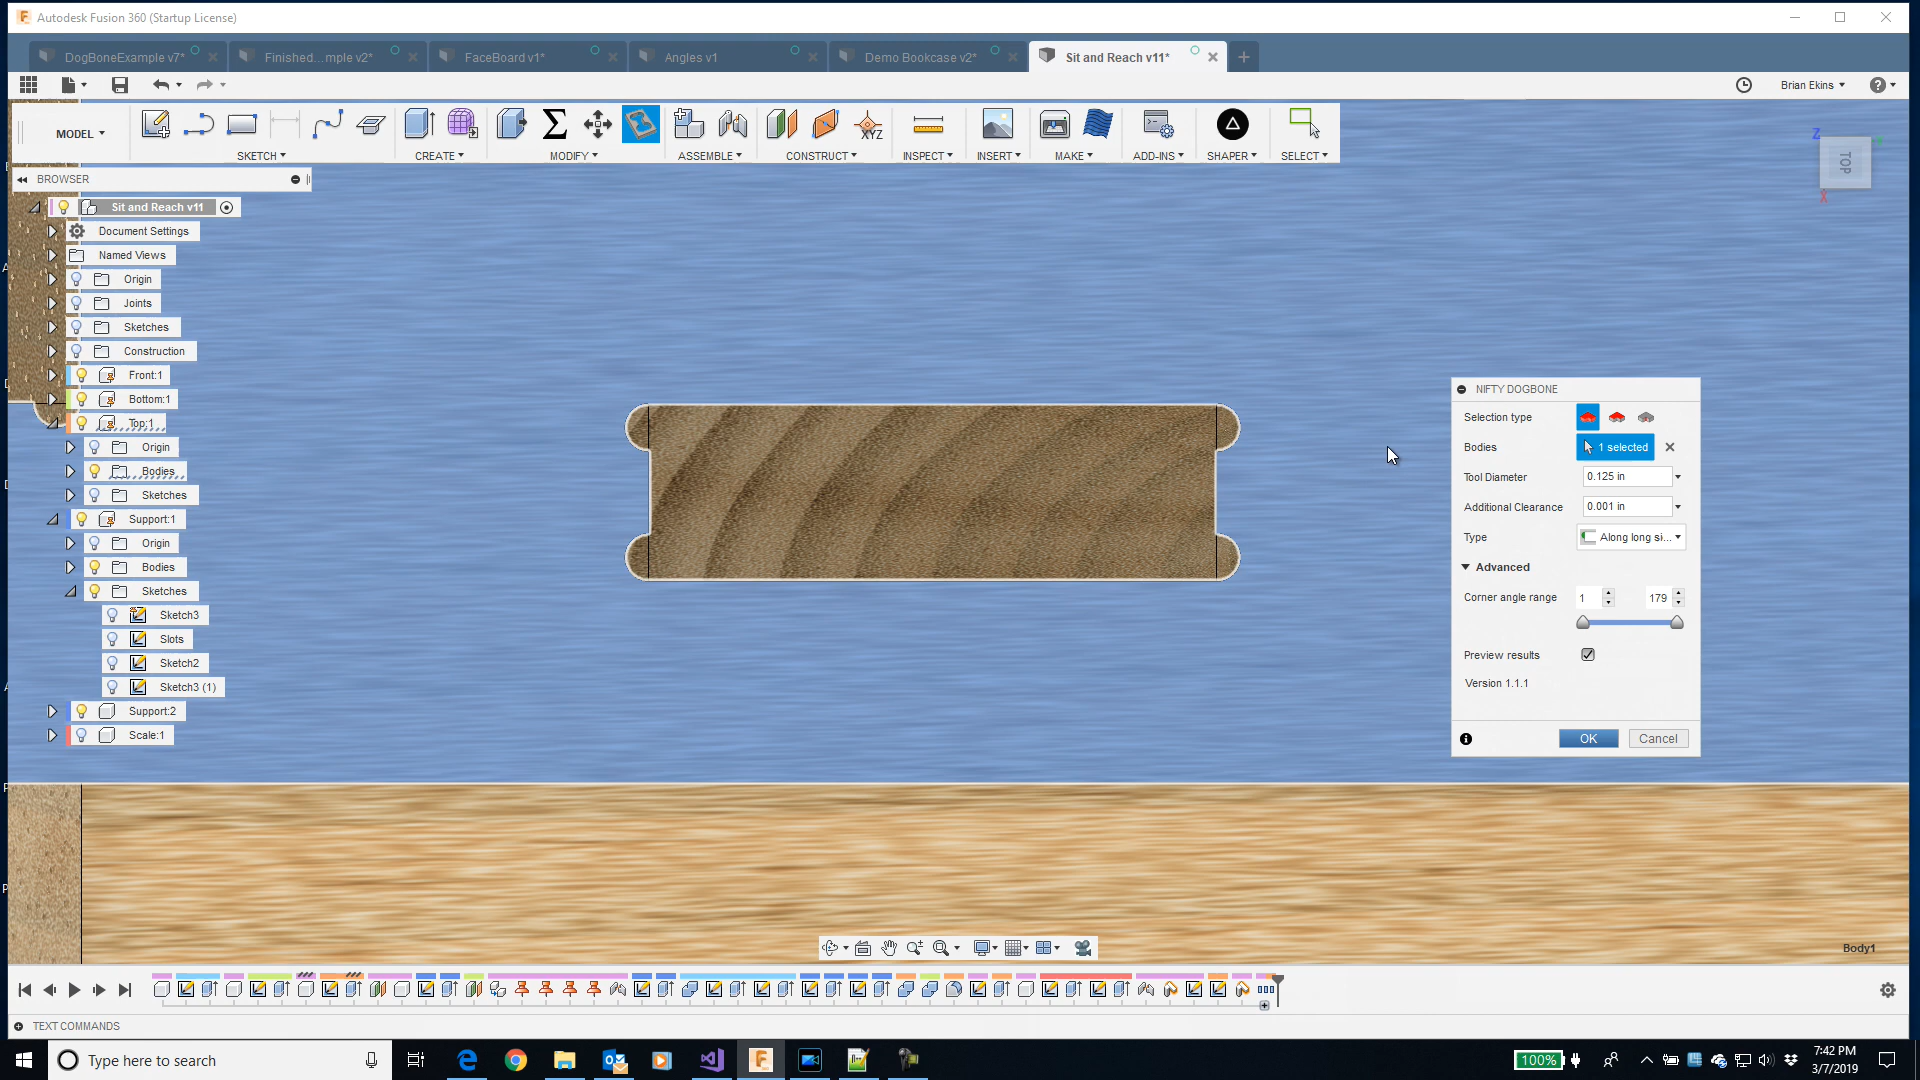 Autodesk Fusion 360 (Startup License)
DogBoneExample v7*
Finished...mple v2*
FaceBoard v1*
Angles v1
Demo Bookcase v2*
Sit and Reach v11*
Brian Ekins
MODEL
SKETCH
CREATE
MODIFY
ASSEMBLE
XYZ
CONSTRUCT
INSPECT
INSERT
MAKE
ADD-INS
SHAPER
SELECT
Z
TOP
X
BROWSER
Sit and Reach v11
Document Settings
Named Views
Origin
Joints
Sketches
Construction
Front:1
Bottom:1
Top:1
Origin
Bodies
Sketches
Support:1
Origin
Bodies
Sketches
Sketch3
Slots
Sketch2
Sketch3 (1)
Support:2
Scale:1
NIFTY DOGBONE
Selection type
Bodies 1 selected
Tool Diameter 0.125 in
Additional Clearance 0.001 in
Type Along long si...
Advanced
Corner angle range 1 179
Preview results
Version 1.1.1
OK Cancel
Body1
TEXT COMMANDS
Type here to search
100%
7:42 PM
3/7/2019